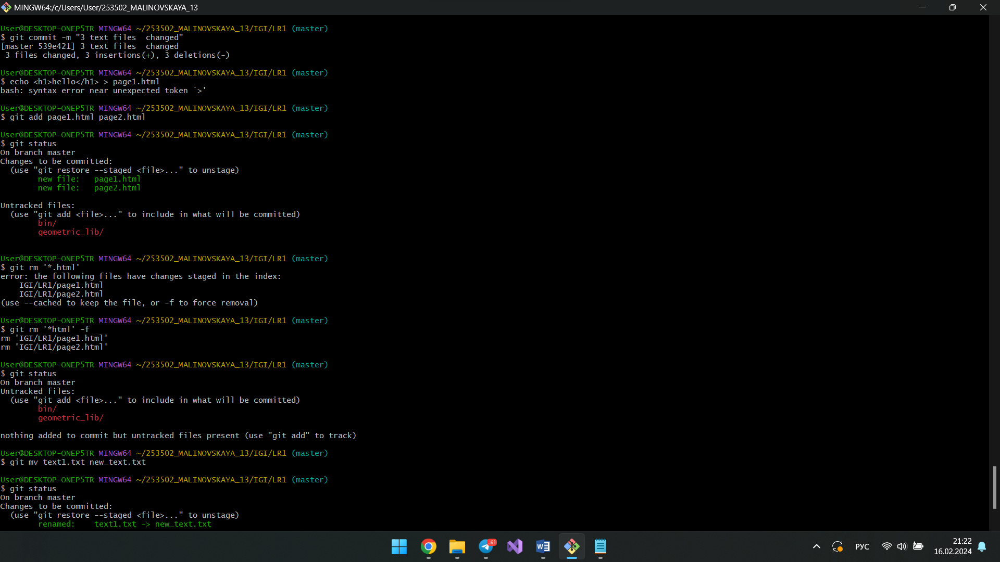 MINGW64:/c/Users/User/253502_MALINOVSKAYA_13
User@DESKTOP-ONEP5TR MINGW64 ~/253502_MALINOVSKAYA_13/IGI/LR1 (master)
$ git commit -m "3 text files  changed"
[master 539e421] 3 text files  changed
 3 files changed, 3 insertions(+), 3 deletions(-)
User@DESKTOP-ONEP5TR MINGW64 ~/253502_MALINOVSKAYA_13/IGI/LR1 (master)
$ echo <h1>hello</h1> > page1.html
bash: syntax error near unexpected token `>'
User@DESKTOP-ONEP5TR MINGW64 ~/253502_MALINOVSKAYA_13/IGI/LR1 (master)
$ git add page1.html page2.html
User@DESKTOP-ONEP5TR MINGW64 ~/253502_MALINOVSKAYA_13/IGI/LR1 (master)
$ git status
On branch master
Changes to be committed:
  (use "git restore --staged <file>..." to unstage)
        new file:   page1.html
        new file:   page2.html
Untracked files:
  (use "git add <file>..." to include in what will be committed)
        bin/
        geometric_lib/
User@DESKTOP-ONEP5TR MINGW64 ~/253502_MALINOVSKAYA_13/IGI/LR1 (master)
$ git rm '*.html'
error: the following files have changes staged in the index:
    IGI/LR1/page1.html
    IGI/LR1/page2.html
(use --cached to keep the file, or -f to force removal)
User@DESKTOP-ONEP5TR MINGW64 ~/253502_MALINOVSKAYA_13/IGI/LR1 (master)
$ git rm '*html' -f
rm 'IGI/LR1/page1.html'
rm 'IGI/LR1/page2.html'
User@DESKTOP-ONEP5TR MINGW64 ~/253502_MALINOVSKAYA_13/IGI/LR1 (master)
$ git status
On branch master
Untracked files:
  (use "git add <file>..." to include in what will be committed)
        bin/
        geometric_lib/
nothing added to commit but untracked files present (use "git add" to track)
User@DESKTOP-ONEP5TR MINGW64 ~/253502_MALINOVSKAYA_13/IGI/LR1 (master)
$ git mv text1.txt new_text.txt
User@DESKTOP-ONEP5TR MINGW64 ~/253502_MALINOVSKAYA_13/IGI/LR1 (master)
$ git status
On branch master
Changes to be committed:
  (use "git restore --staged <file>..." to unstage)
        renamed:    text1.txt -> new_text.txt
..61
W
РУС
21:22
16.02.2024